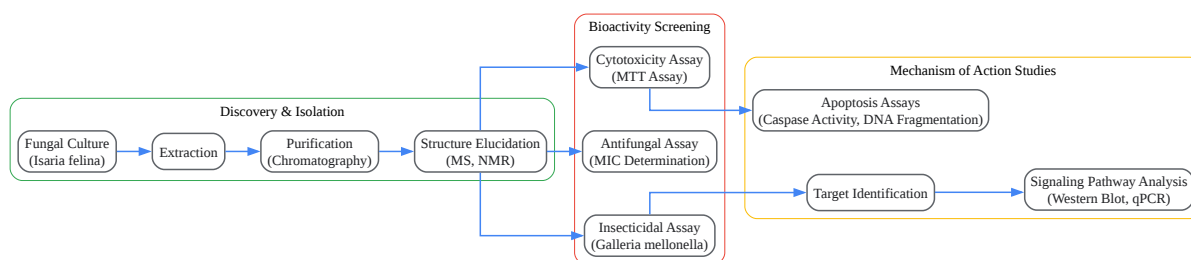 Discovery & Isolation
Fungal Culture
(Isaria felina)
Extraction
Purification
(Chromatography)
Structure Elucidation
(MS, NMR)
Bioactivity Screening
Cytotoxicity Assay
(MTT Assay)
Antifungal Assay
(MIC Determination)
Insecticidal Assay
(Galleria mellonella)
Mechanism of Action Studies
Apoptosis Assays
(Caspase Activity, DNA Fragmentation)
Target Identification
Signaling Pathway Analysis
(Western Blot, qPCR)